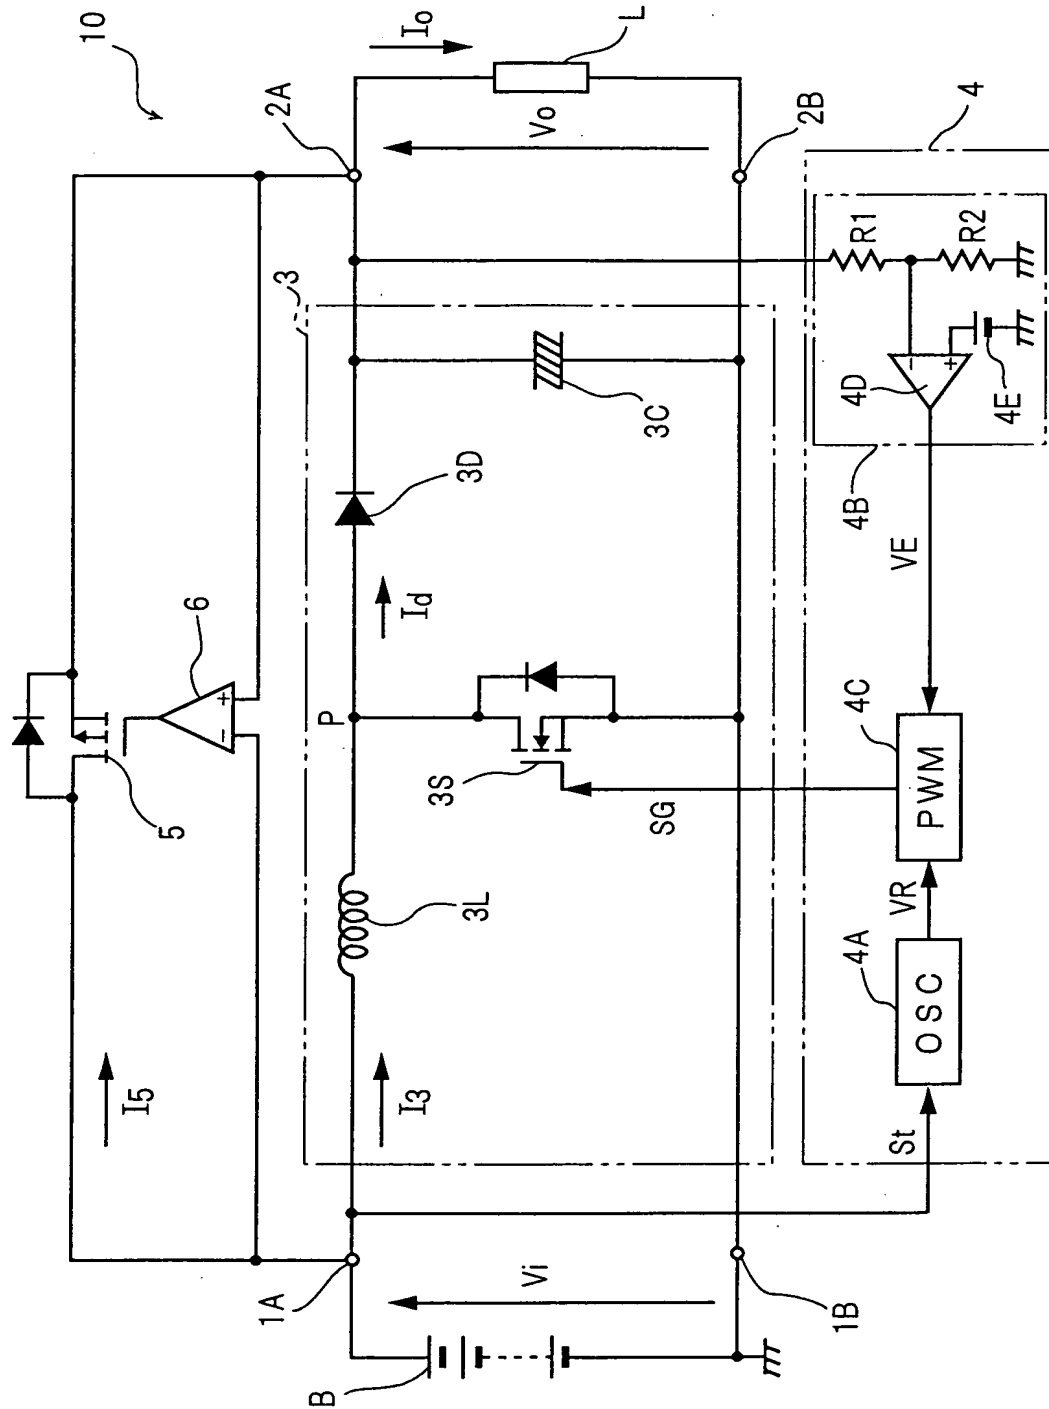 10
Io
L
2A
Vo
2B
4
3
R1
R2
3C
4D
4E
4B
3D
6
+
-
Id
VE
P
3S
SG
4C
PWM
5
3L
VR
4A
OSC
I5
I3
St
1A
Vi
1B
B
-
+